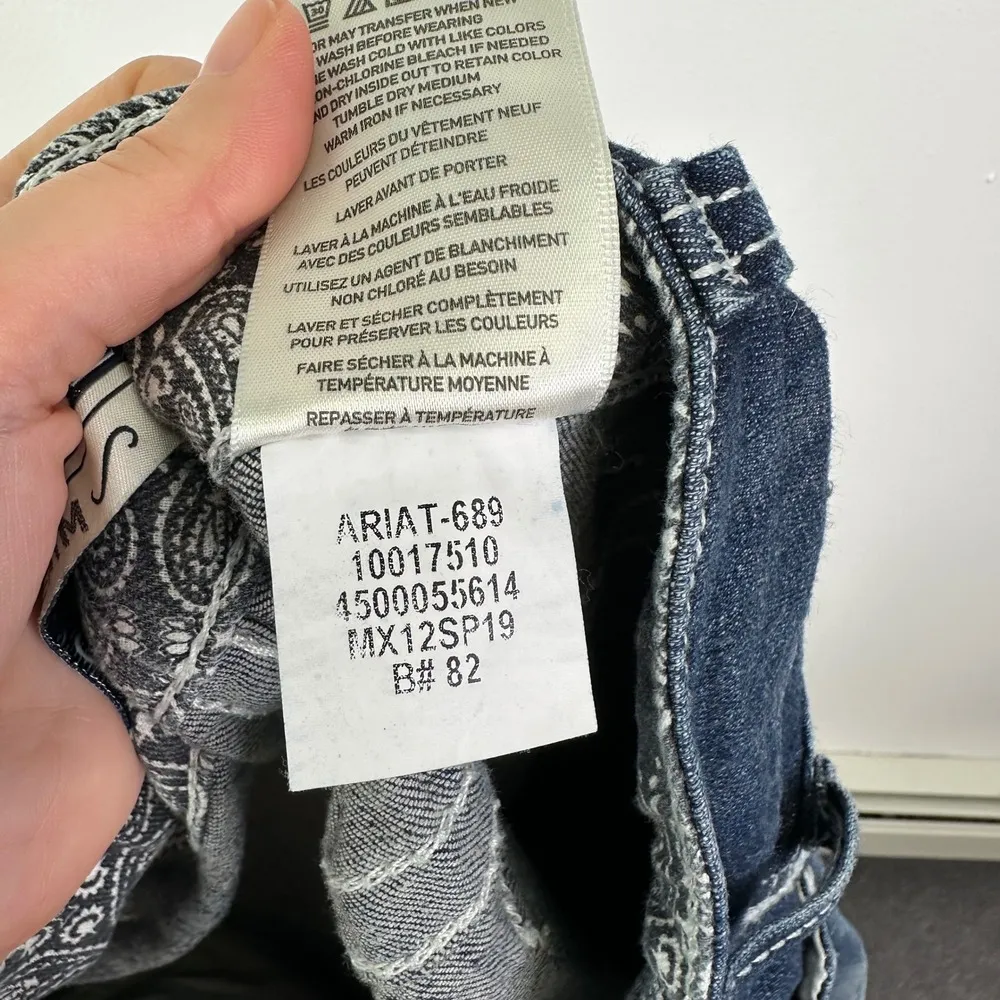 OR MAY TRANSFER WHEN NEW
WASH BEFORE WEARING
E WASH COLD WITH LIKE COLORS
ON-CHLORINE BLEACH IF NEEDED
ND DRY INSIDE OUT TO RETAIN COLOR
TUMBLE DRY MEDIUM
WARM IRON IF NECESSARY
LES COULEURS DU VÊTEMENT NEUF
PEUVENT DÉTEINDRE
LAVER AVANT DE PORTER
LAVER À LA MACHINE À L'EAU FROIDE
AVEC DES COULEURS SEMBLABLES
UTILISEZ UN AGENT DE BLANCHIMENT
NON CHLORÉ AU BESOIN
LAVER ET SÉCHER COMPLÈTEMENT
POUR PRÉSERVER LES COULEURS
FAIRE SÉCHER À LA MACHINE À
TEMPÉRATURE MOYENNE
REPASSER À TEMPÉRATURE
ARIAT-689
10017510
4500055614
MX12SP19
B# 82